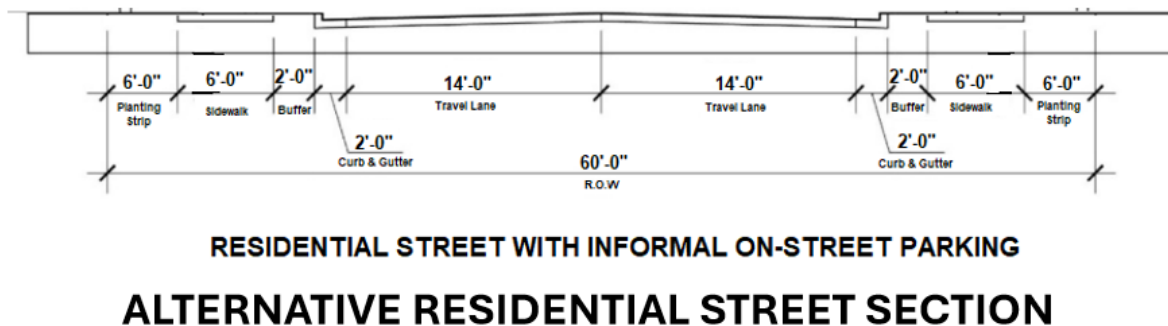 6'-0" 6'-0" 2'-0" 14'-0" 14'-0" 2'-0" 6'-0" 6'-0"
Planting Strip Sidewalk Buffer Travel Lane Travel Lane Buffer Sidewalk Planting Strip
2'-0" 2'-0"
Curb & Gutter Curb & Gutter
60'-0"
R.O.W
RESIDENTIAL STREET WITH INFORMAL ON-STREET PARKING
ALTERNATIVE RESIDENTIAL STREET SECTION